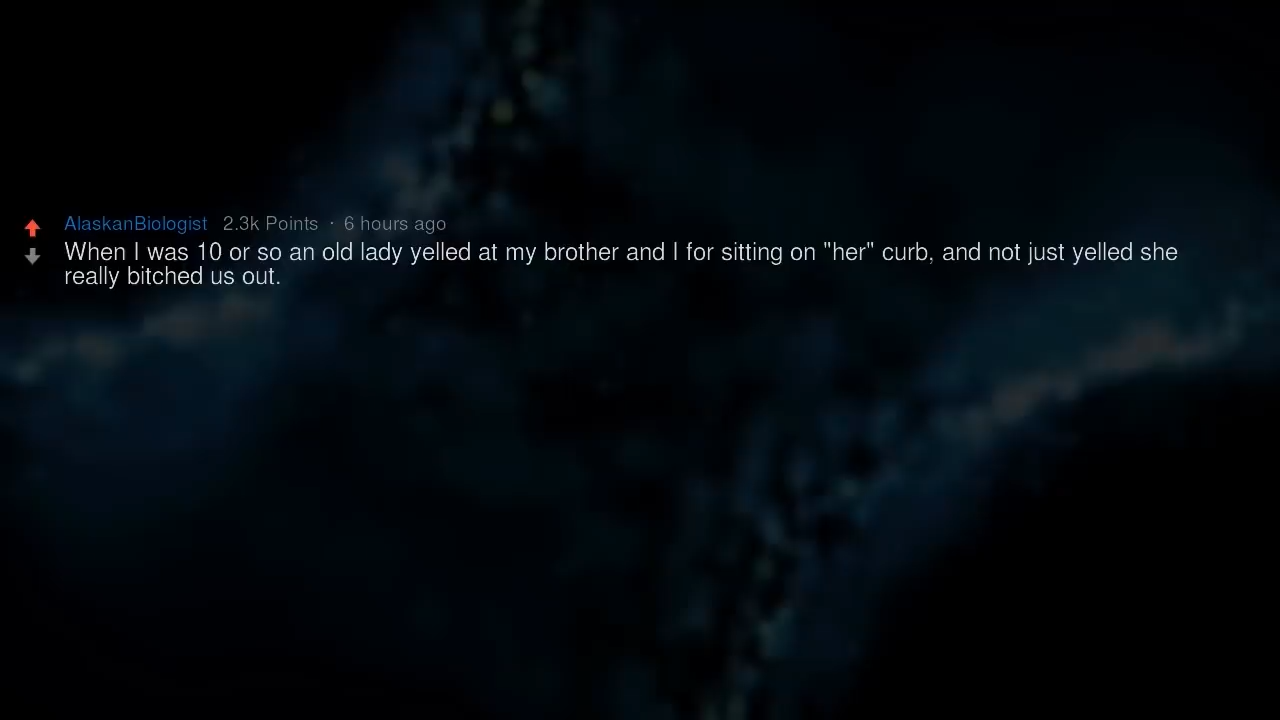 AlaskanBiologist 2.3k Points · 6 hours ago
When I was 10 or so an old lady yelled at my brother and I for sitting on "her" curb, and not just yelled she
really bitched us out.